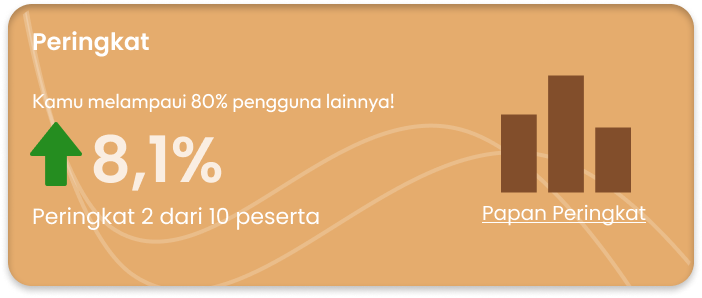 Peringkat
Kamu melampaui 80% pengguna lainnya!
8,1%
Peringkat 2 dari 10 peserta
Papan Peringkat